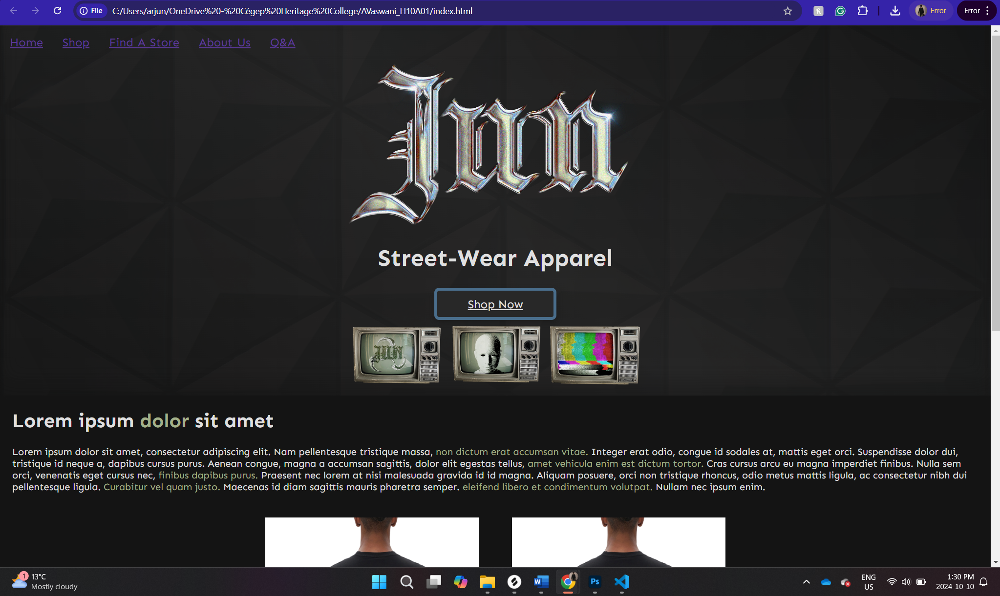 File C:/Users/arjun/OneDrive%20-%20Cégep%20Heritage%20College/AVaswani_H10A01/index.html Error Error
Home Shop Find A Store About Us Q&A
Jnan
Street-Wear Apparel
Shop Now
Lorem ipsum dolor sit amet
Lorem ipsum dolor sit amet, consectetur adipiscing elit. Nam pellentesque tristique massa, non dictum erat accumsan vitae. Integer erat odio, congue id sodales at, mattis eget orci. Suspendisse dolor dui,
tristique id neque a, dapibus cursus purus. Aenean congue, magna a accumsan sagittis, dolor elit egestas tellus, amet vehicula enim est dictum tortor. Cras cursus arcu eu magna imperdiet finibus. Nulla sem
orci, venenatis eget cursus nec, finibus dapibus purus. Praesent nec lorem at nisi malesuada gravida id id magna. Aliquam posuere, orci non tristique rhoncus, odio metus mattis ligula, ac consectetur nibh dui
pellentesque ligula. Curabitur vel quam justo. Maecenas id diam sagittis mauris pharetra semper. eleifend libero et condimentum volutpat. Nullam nec ipsum enim.
1 13°C
Mostly cloudy
W Ps
ENG
US
1:30 PM
2024-10-10